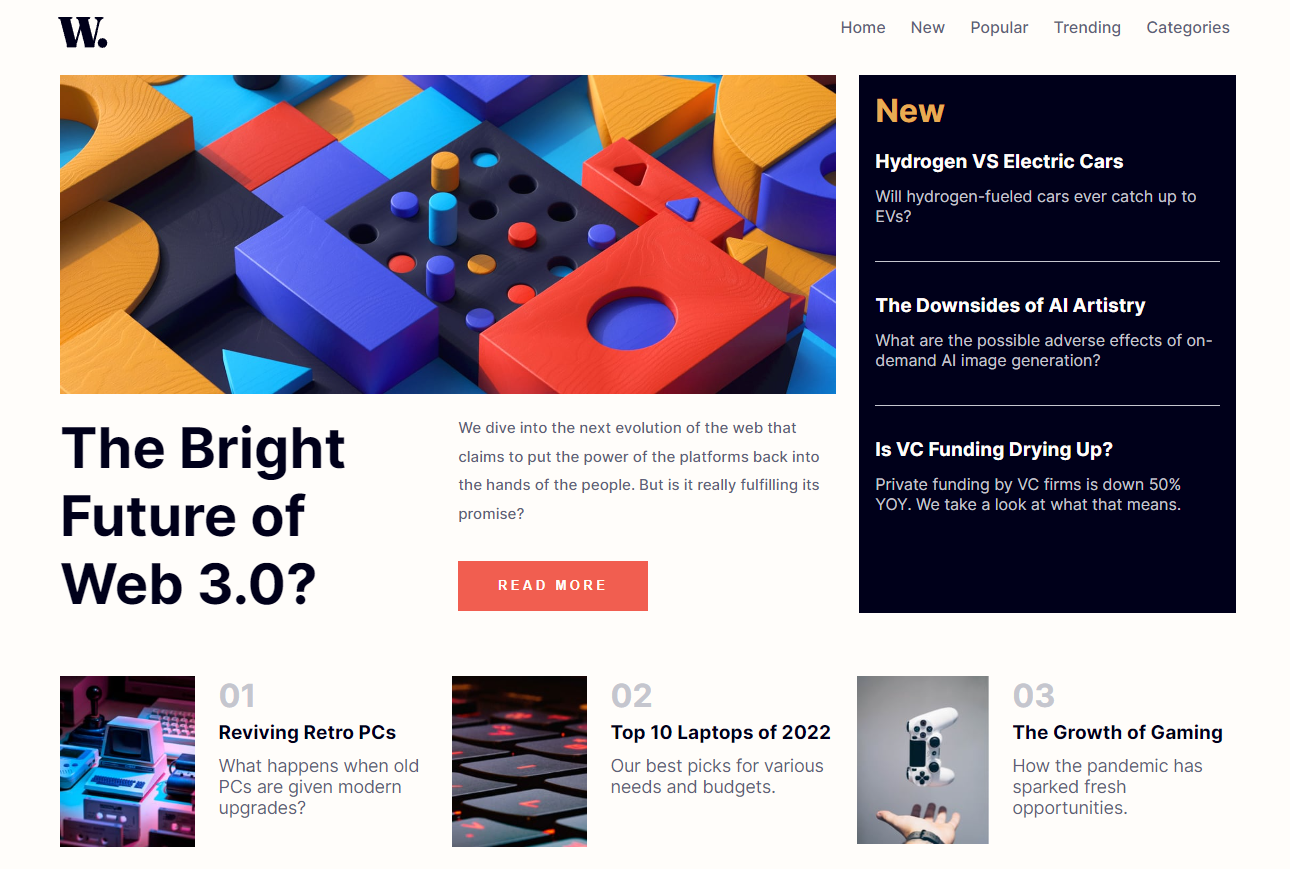 W.
Home New Popular Trending Categories
New
Hydrogen VS Electric Cars
Will hydrogen-fueled cars ever catch up to
EVs?
The Downsides of AI Artistry
What are the possible adverse effects of on-
demand AI image generation?
Is VC Funding Drying Up?
Private funding by VC firms is down 50%
YOY. We take a look at what that means.
The Bright
Future of
Web 3.0?
We dive into the next evolution of the web that
claims to put the power of the platforms back into
the hands of the people. But is it really fulfilling its
promise?
READ MORE
01
Reviving Retro PCs
What happens when old
PCs are given modern
upgrades?
02
Top 10 Laptops of 2022
Our best picks for various
needs and budgets.
03
The Growth of Gaming
How the pandemic has
sparked fresh
opportunities.